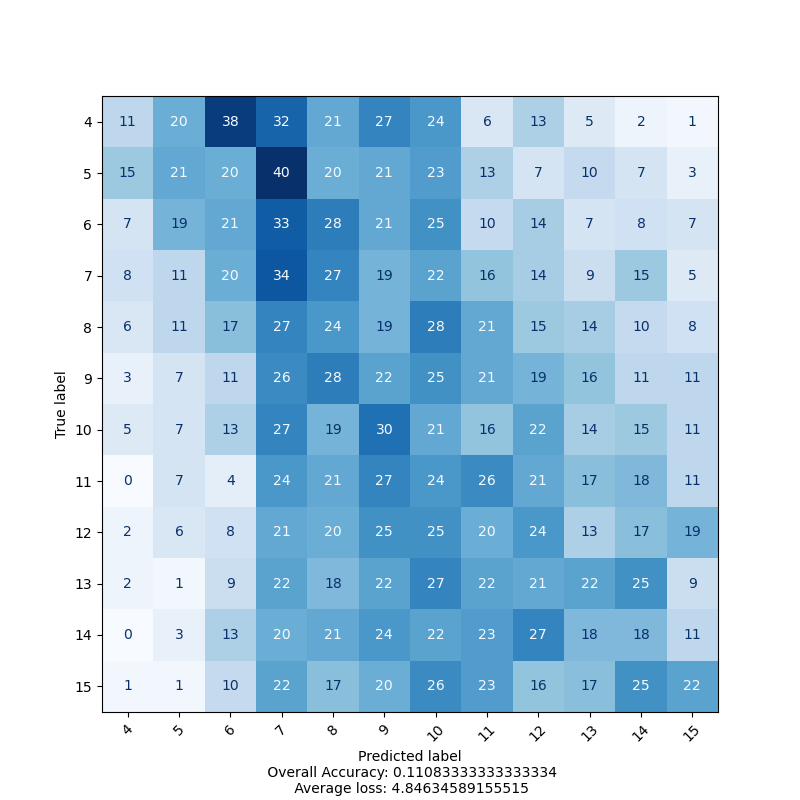 4 11 20 38 32 21 27 24 6 13 5 2 1
5 15 21 20 40 20 21 23 13 7 10 7 3
6 7 19 21 33 28 21 25 10 14 7 8 7
7 8 11 20 34 27 19 22 16 14 9 15 5
8 6 11 17 27 24 19 28 21 15 14 10 8
9 3 7 11 26 28 22 25 21 19 16 11 11
True label
10 5 7 13 27 19 30 21 16 22 14 15 11
11 0 7 4 24 21 27 24 26 21 17 18 11
12 2 6 8 21 20 25 25 20 24 13 17 19
13 2 1 9 22 18 22 27 22 21 22 25 9
14 0 3 13 20 21 24 22 23 27 18 18 11
15 1 1 10 22 17 20 26 23 16 17 25 22
4 5 6 7 8 9 10 11 12 13 14 15
Predicted label
Overall Accuracy: 0.11083333333333334
Average loss: 4.84634589155515